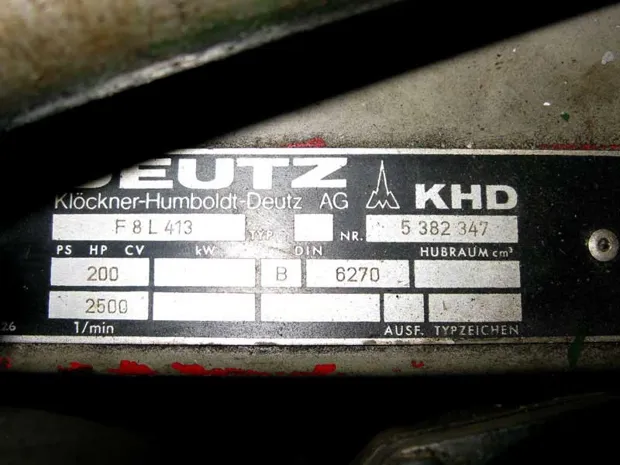 DEUTZ
Klöckner-Humboldt-Deutz AG KHD
F 8 L 413 TYP NR. 5 382 347
PS HP CV kW DIN HUBRAUM cm³
200 B 6270
2500
26 1/min AUSF. TYPZEICHEN